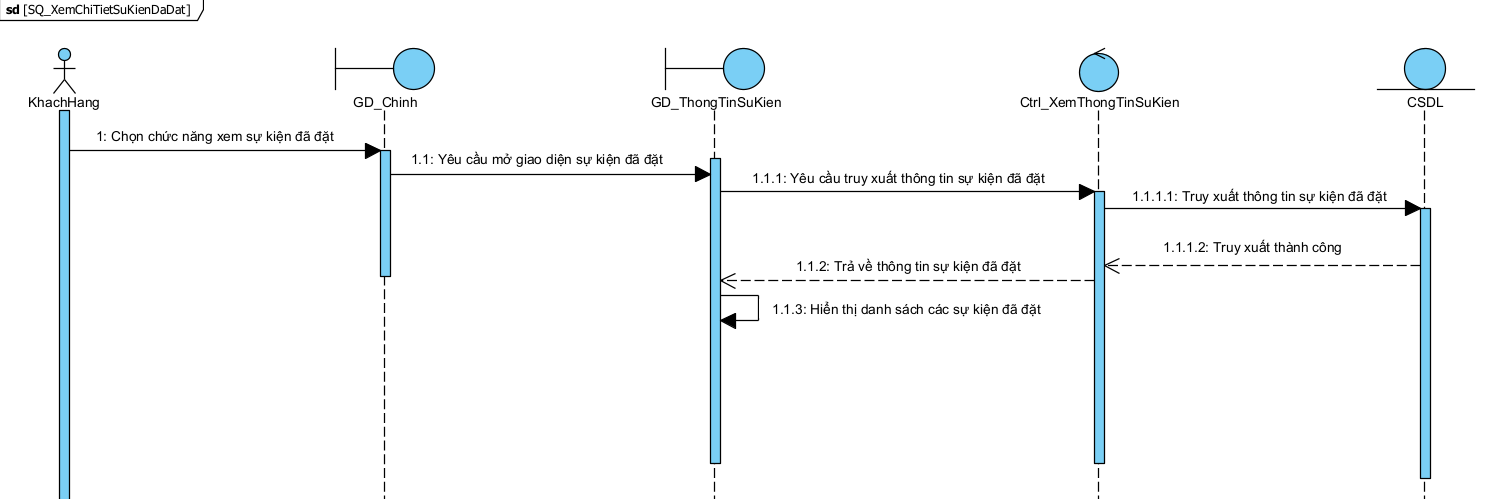 sd [SQ_XemChiTietSuKienDaDat]
KhachHang
GD_Chinh
GD_ThongTinSuKien
Ctrl_XemThongTinSuKien
CSDL
1: Chọn chức năng xem sự kiện đã đặt
1.1: Yêu cầu mở giao diện sự kiện đã đặt
1.1.1: Yêu cầu truy xuất thông tin sự kiện đã đặt
1.1.1.1: Truy xuất thông tin sự kiện đã đặt
1.1.1.2: Truy xuất thành công
1.1.2: Trả về thông tin sự kiện đã đặt
1.1.3: Hiển thị danh sách các sự kiện đã đặt